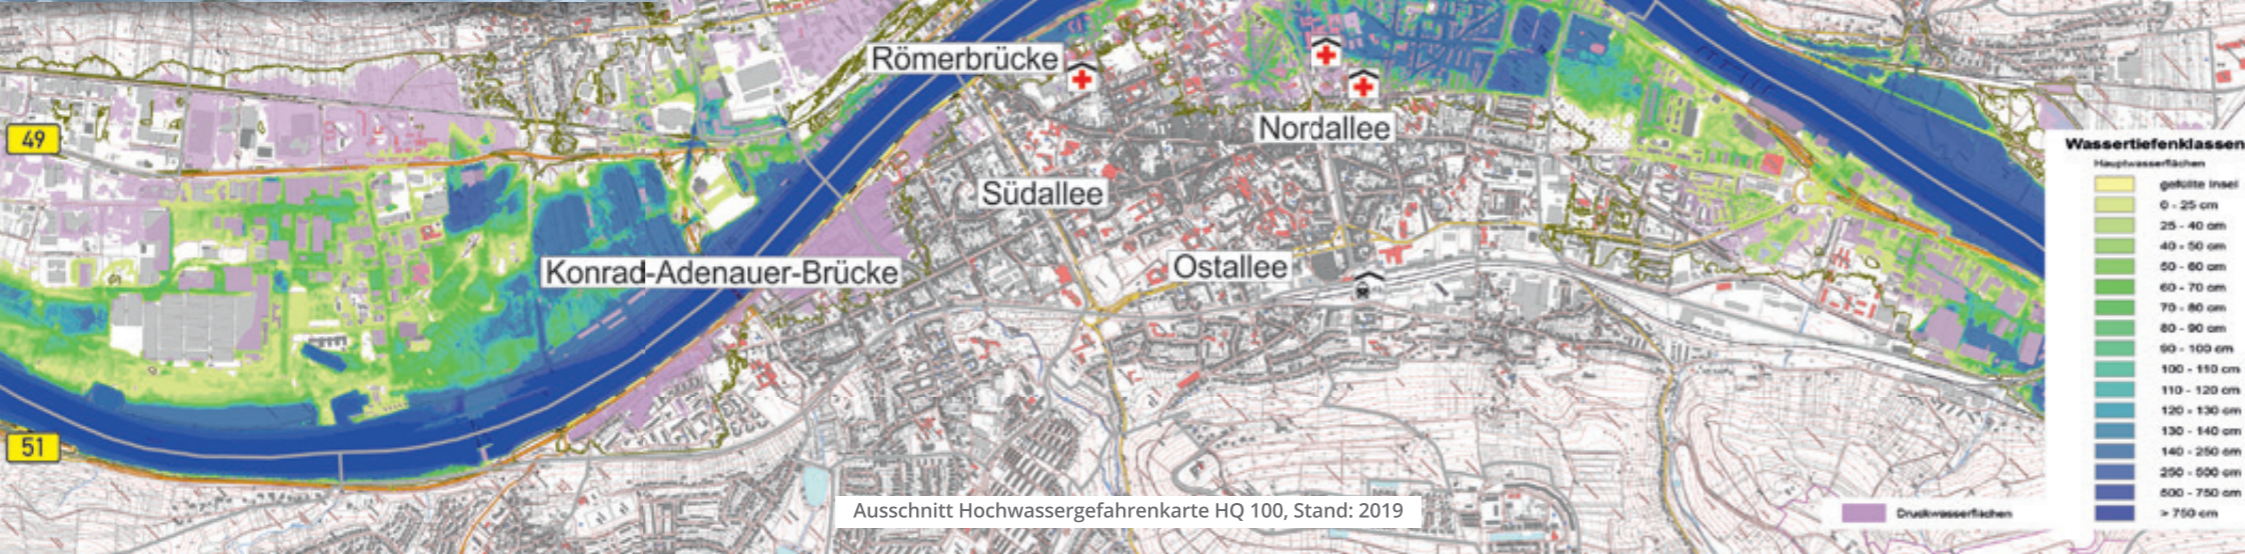 Römerbrücke
49
Nordallee
Wassertiefenklassen
Hauptwasserflächen
gefüllte Insel
0 - 25 cm
Südallee
25 - 40 cm
40 - 50 cm
Konrad-Adenauer-Brücke
Ostallee
50 - 60 cm
60 - 70 cm
70 - 80 cm
80 - 90 cm
90 - 100 cm
100 - 110 cm
110 - 120 cm
120 - 130 cm
130 - 140 cm
140 - 250 cm
51
250 - 500 cm
500 - 750 cm
Ausschnitt Hochwassergefahrenkarte HQ 100, Stand: 2019
Druckwasserflächen
> 750 cm